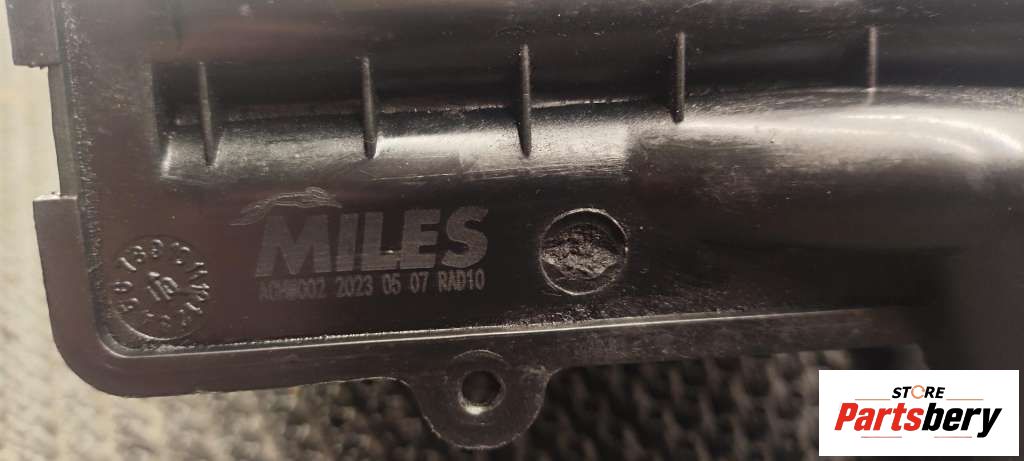 MILES
2023 05 07 RAD10
STORE
Partsbery